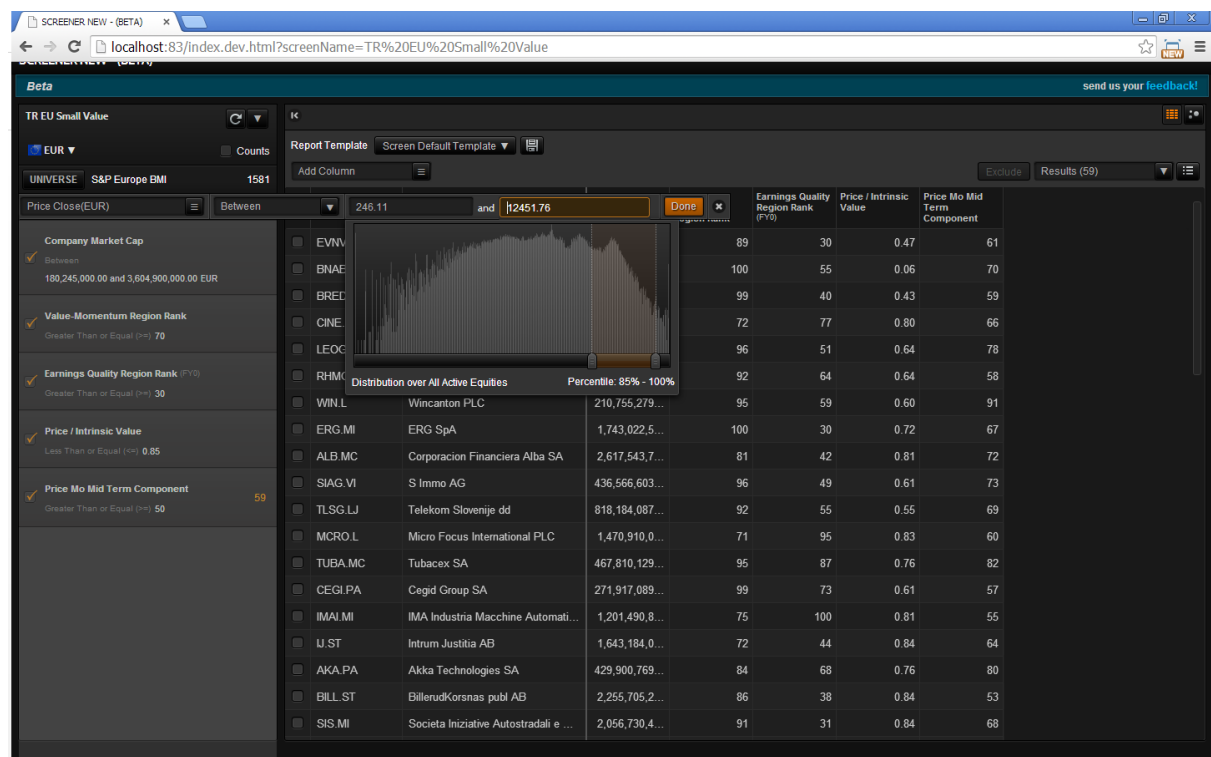 SCREENER NEW - (BETA) ×
localhost:83/index.dev.html?screenName=TR%20EU%20Small%20Value
NEW
SCREENER NEW - (BETA)
Beta send us your feedback!
TR EU Small Value
EUR ▼ Counts
UNIVERSE S&P Europe BMI 1581
Report Template Screen Default Template ▼
Add Column Exclude Results (59) ▼
Price Close(EUR) Between ▼ 246.11 and 12451.76 Done ×
Region Rank
Earnings Quality Region Rank (FY0)
Price / Intrinsic Value
Price Mo Mid Term Component
Company Market Cap
Between
180,245,000.00 and 3,604,900,000.00 EUR
Value-Momentum Region Rank
Greater Than or Equal (>=) 70
Earnings Quality Region Rank (FY0)
Greater Than or Equal (>=) 30
Price / Intrinsic Value
Less Than or Equal (<=) 0.85
Price Mo Mid Term Component 59
Greater Than or Equal (>=) 50
Distribution over All Active Equities Percentile: 85% - 100%
EVNV 89 30 0.47 61
BNAB 100 55 0.06 70
BRED 99 40 0.43 59
CINE. 72 77 0.80 66
LEOG 96 51 0.64 78
RHMG 92 64 0.64 58
WIN.L Wincanton PLC 210,755,279... 95 59 0.60 91
ERG.MI ERG SpA 1,743,022,5... 100 30 0.72 67
ALB.MC Corporacion Financiera Alba SA 2,617,543,7... 81 42 0.81 72
SIAG.VI S Immo AG 436,566,603... 96 49 0.61 73
TLSG.LJ Telekom Slovenije dd 818,184,087... 92 55 0.55 69
MCRO.L Micro Focus International PLC 1,470,910,0... 71 95 0.83 60
TUBA.MC Tubacex SA 467,810,129... 95 87 0.76 82
CEGI.PA Cegid Group SA 271,917,089... 99 73 0.61 57
IMAI.MI IMA Industria Macchine Automati... 1,201,490,8... 75 100 0.81 55
IJ.ST Intrum Justitia AB 1,643,184,0... 72 44 0.84 64
AKA.PA Akka Technologies SA 429,900,769... 84 68 0.76 80
BILL.ST BillerudKorsnas publ AB 2,255,705,2... 86 38 0.84 53
SIS.MI Societa Iniziative Autostradali e ... 2,056,730,4... 91 31 0.84 68